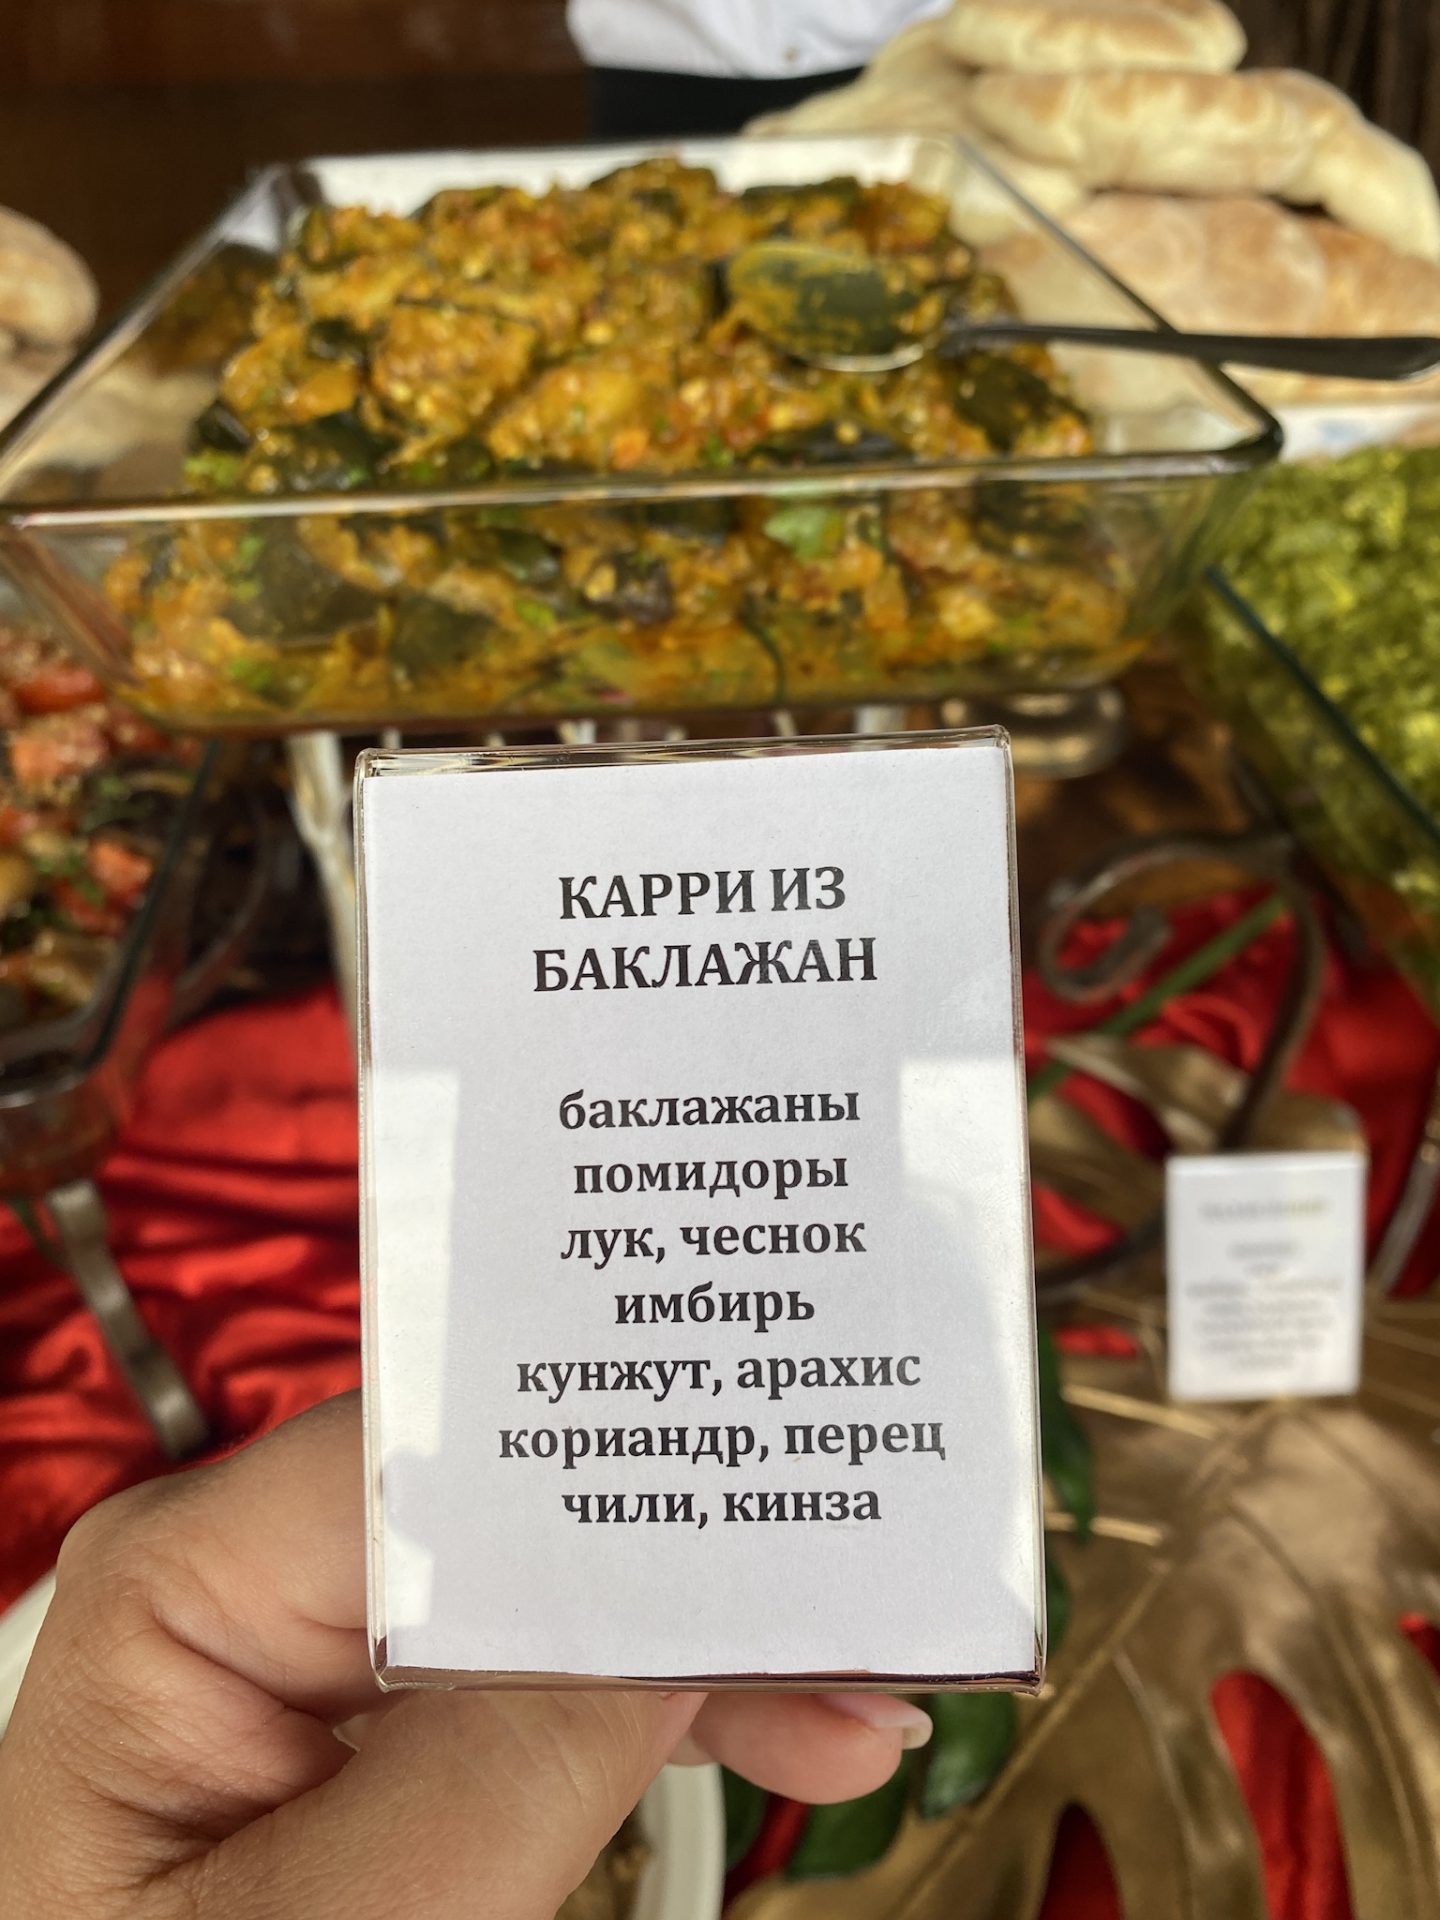 КАРРИ ИЗ
БАКЛАЖАН
баклажаны
помидоры
лук, чеснок
имбирь
кунжут, арахис
кориандр, перец
чили, кинза